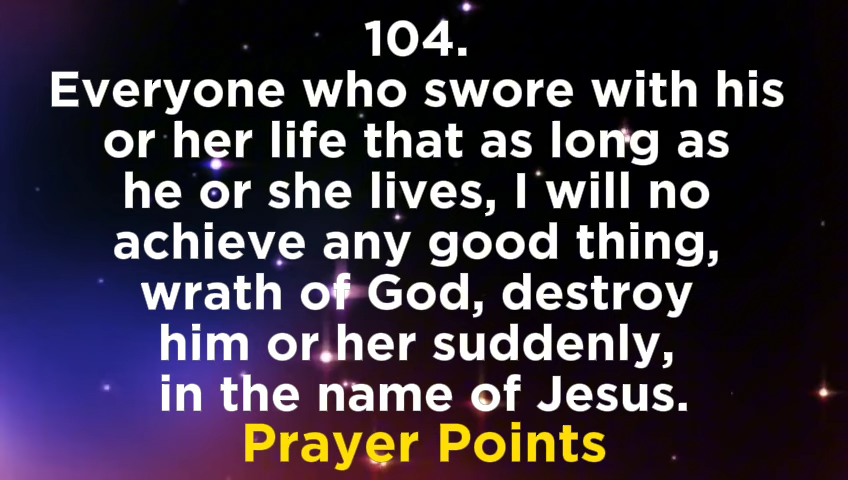 104.
Everyone who swore with his
or her life that as long as
he or she lives, I will no
achieve any good thing,
wrath of God, destroy
him or her suddenly,
in the name of Jesus.
Prayer Points